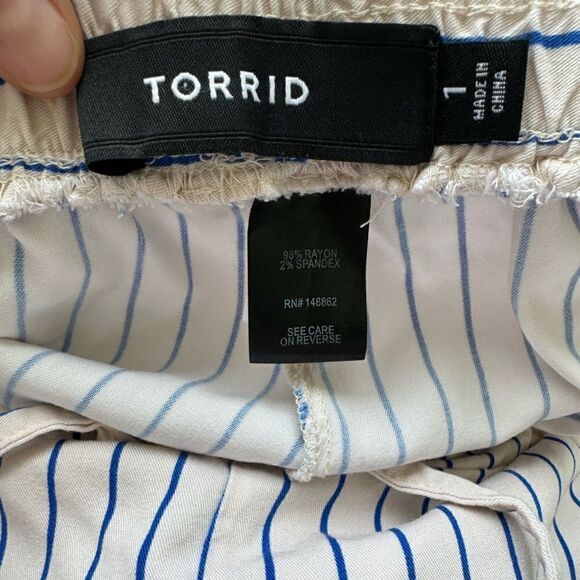 TORRID
1
MADE IN
CHINA
98% RAYON
2% SPANDEX
RN# 148862
SEE CARE
ON REVERSE